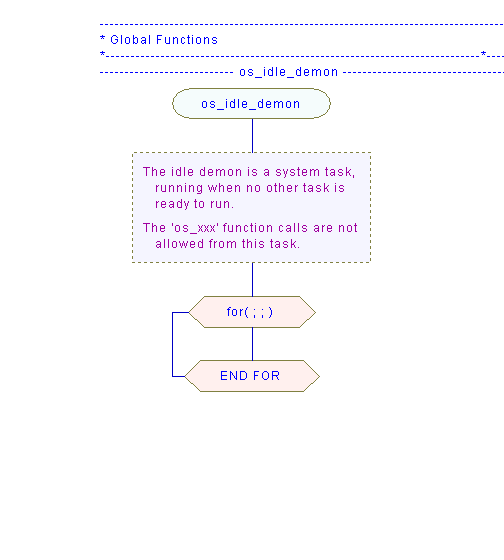 * Global Functions
*---------------------------------------------------------------*---
------------------------ os_idle_demon -----------------------------
os_idle_demon
The idle demon is a system task,
running when no other task is
ready to run.
The 'os_xxx' function calls are not
allowed from this task.
for( ; ; )
END FOR